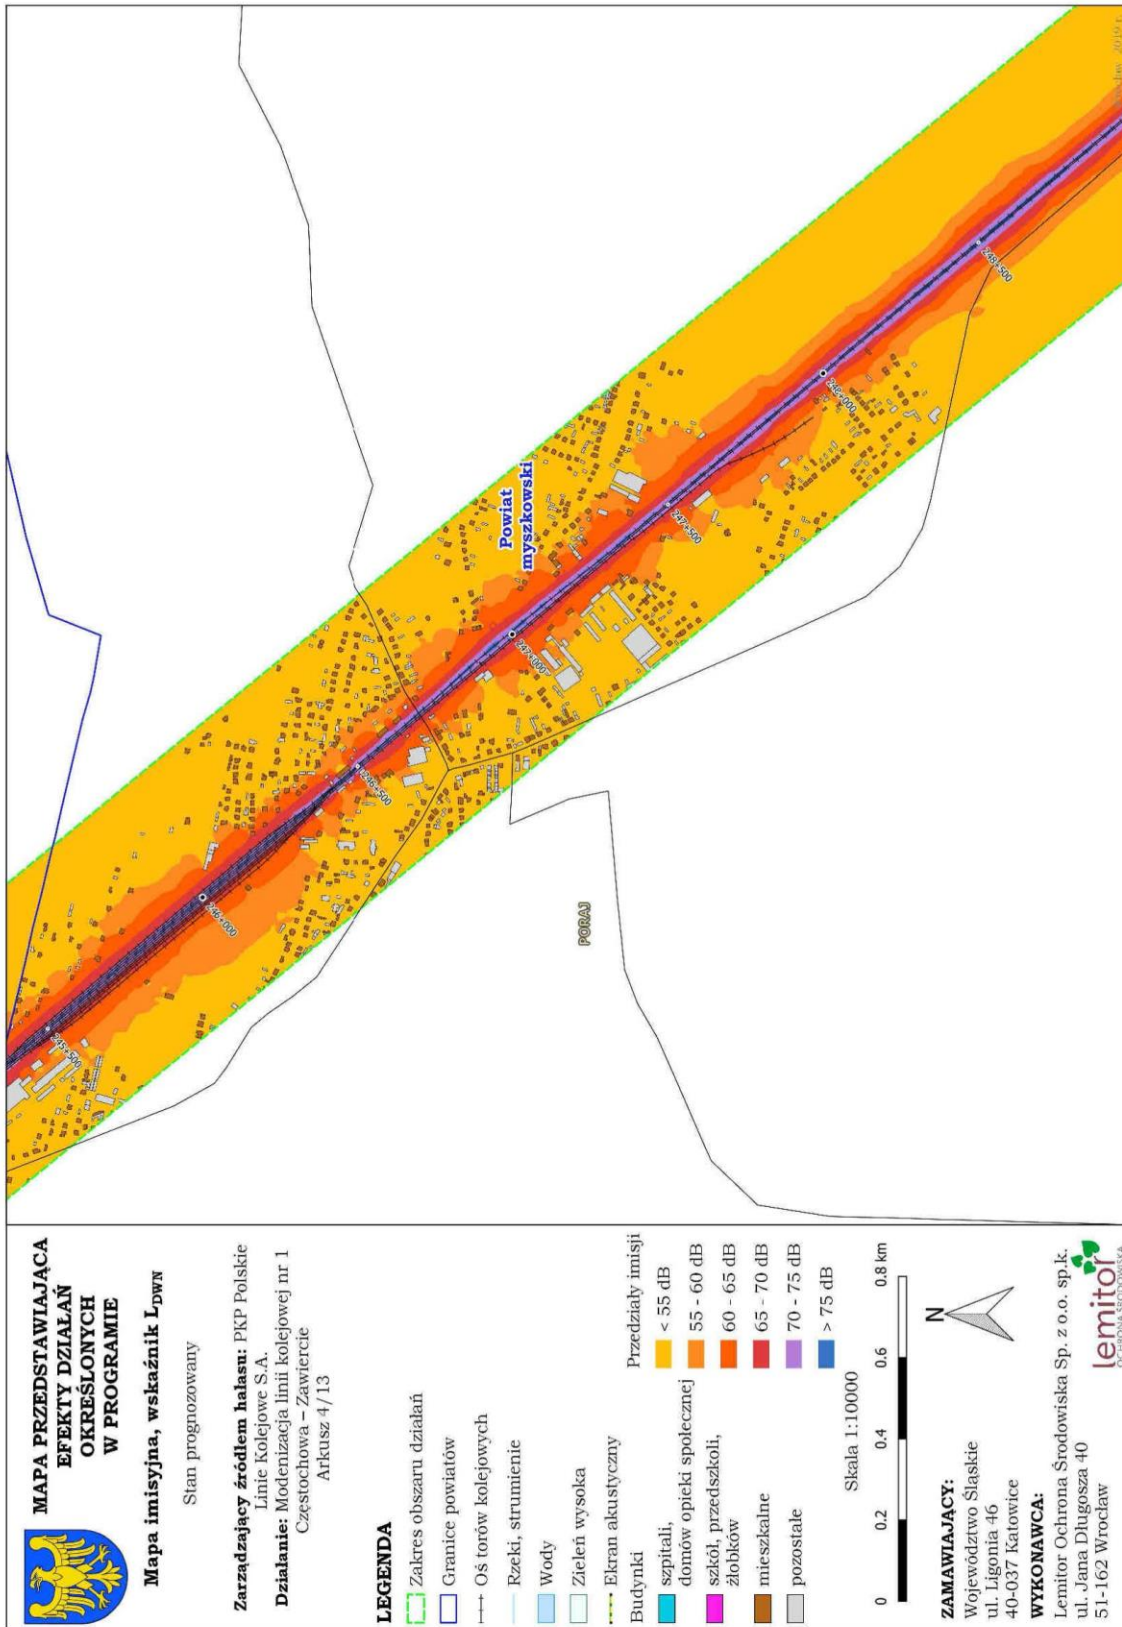 MAPA PRZEDSTAWIAJĄCA
EFEKTY DZIAŁAŃ
OKREŚLONYCH
W PROGRAMIE
Mapa imisyjna, wskaźnik LDWN
Stan prognozowany
Zarządzający źródłem hałasu: PKP Polskie
Linie Kolejowe S.A.
Działanie: Modenizacja linii kolejowej nr 1
Częstochowa – Zawiercie
Arkusz 4/13
LEGENDA
Zakres obszaru działań
Granice powiatów
Oś torów kolejowych
Rzeki, strumienie
Wody
Zieleń wysoka
Ekran akustyczny
Budynki
szpitali,
domów opieki społecznej
szkół, przedszkoli,
żłobków
mieszkalne
pozostałe
Przedziały imisji
< 55 dB
55 - 60 dB
60 - 65 dB
65 - 70 dB
70 - 75 dB
> 75 dB
Skala 1:10000
0 0.2 0.4 0.6 0.8 km
N
ZAMAWIAJĄCY:
Województwo Śląskie
ul. Ligonia 46
40-037 Katowice
WYKONAWCA:
Lemitor Ochrona Środowiska Sp. z o.o. sp.k.
ul. Jana Długosza 40
51-162 Wrocław
lemitor
OCHRONA ŚRODOWISKA
245+500
246+000
246+500
247+000
247+500
248+000
248+500
Powiat
myszkowski
PORAJ
2019 r.